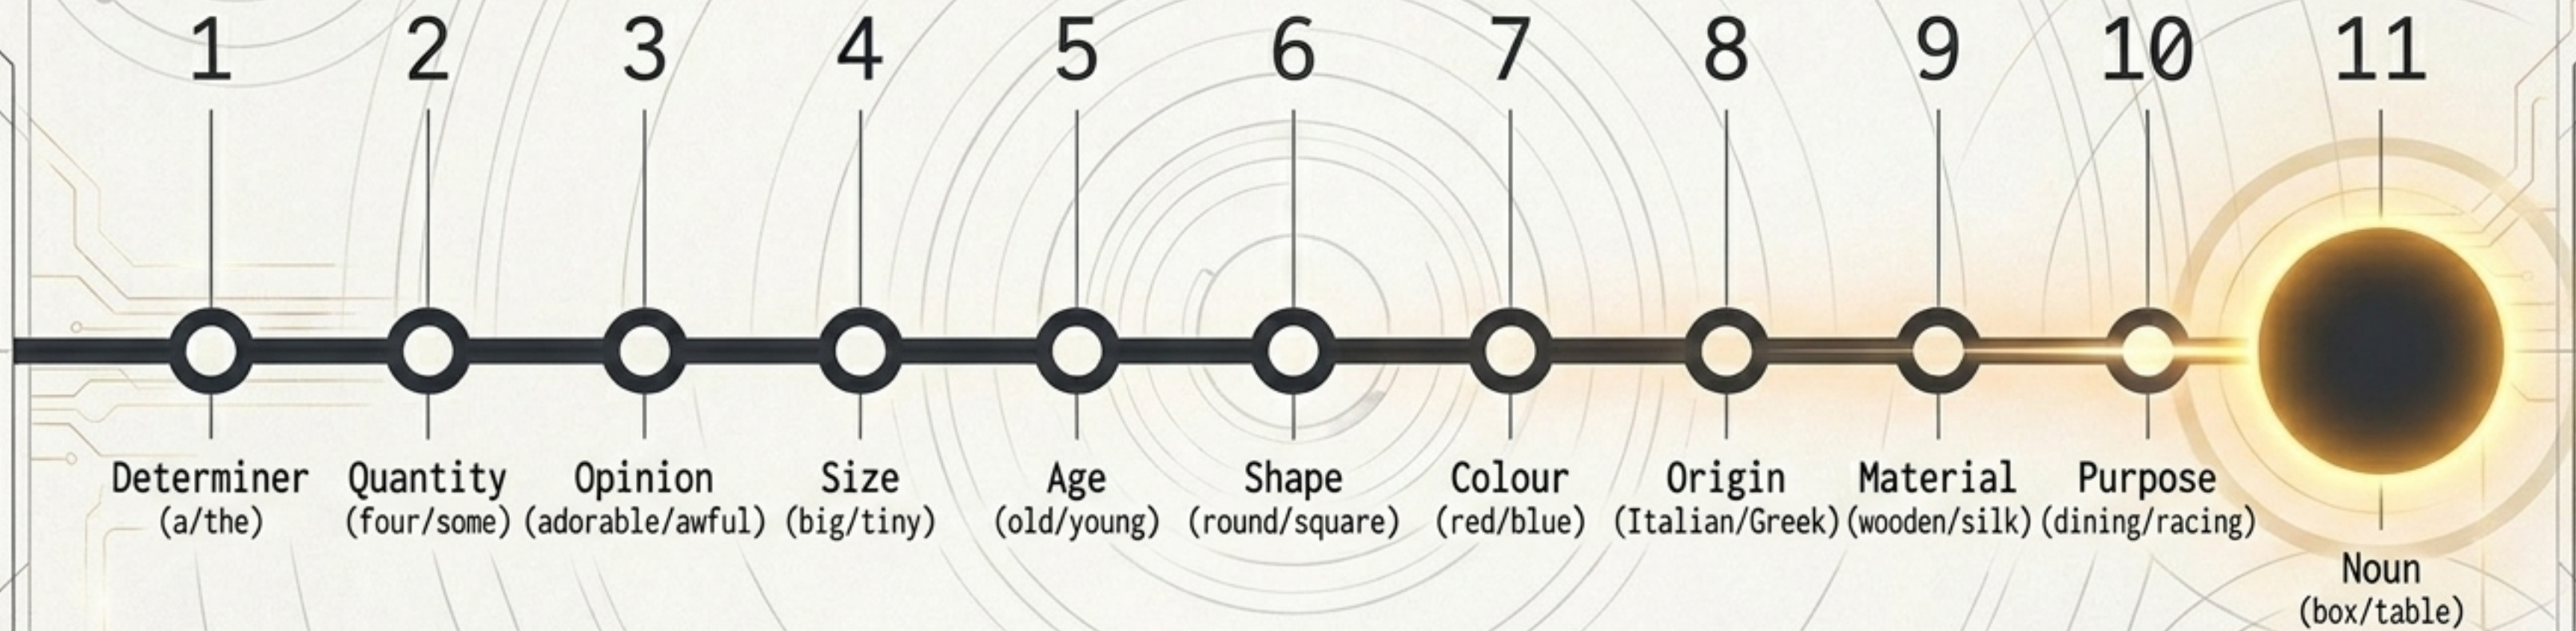 1 2 3 4 5 6 7 8 9 10 11
Determiner Quantity Opinion Size Age Shape Colour Origin Material Purpose
(a/the) (four/some) (adorable/awful) (big/tiny) (old/young) (round/square) (red/blue) (Italian/Greek) (wooden/silk) (dining/racing)
Noun
(box/table)